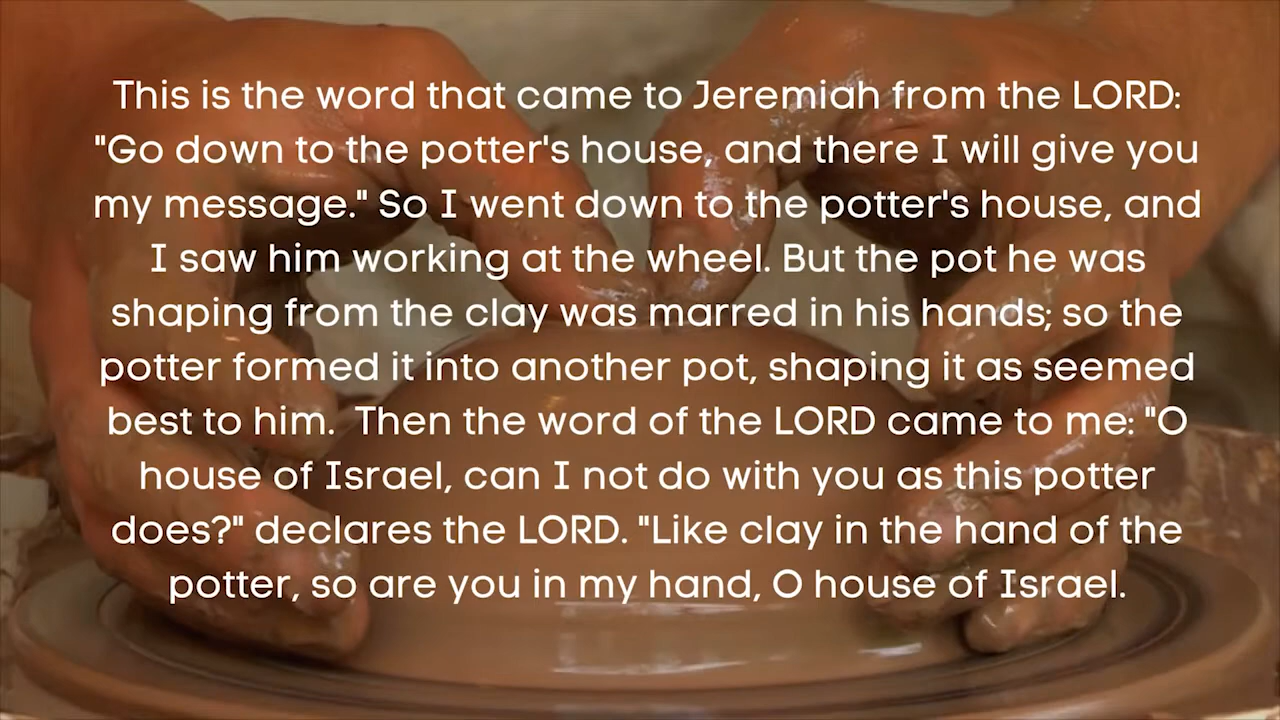 This is the word that came to Jeremiah from the LORD:
"Go down to the potter's house, and there I will give you
my message." So I went down to the potter's house, and
I saw him working at the wheel. But the pot he was
shaping from the clay was marred in his hands; so the
potter formed it into another pot, shaping it as seemed
best to him.  Then the word of the LORD came to me: "O
house of Israel, can I not do with you as this potter
does?" declares the LORD. "Like clay in the hand of the
potter, so are you in my hand, O house of Israel.